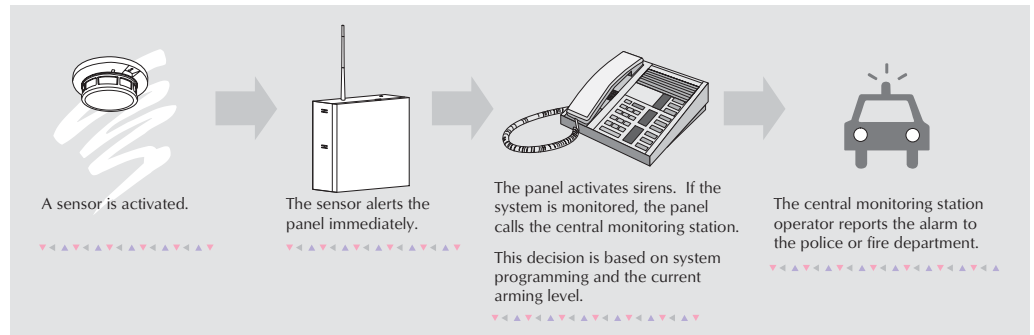 A sensor is activated.
The sensor alerts the
panel immediately.
The panel activates sirens.  If the
system is monitored, the panel
calls the central monitoring station.
This decision is based on system
programming and the current
arming level.
The central monitoring station
operator reports the alarm to
the police or fire department.